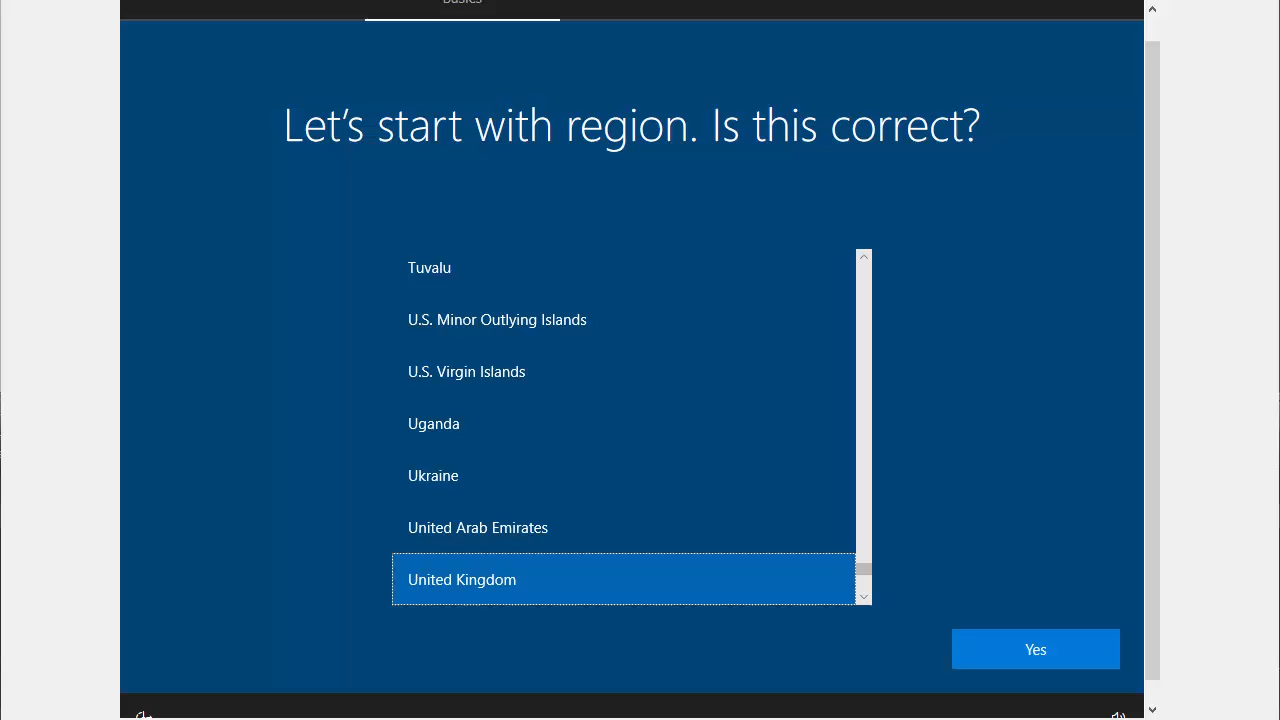 Basics
Let's start with region. Is this correct?
Tuvalu
U.S. Minor Outlying Islands
U.S. Virgin Islands
Uganda
Ukraine
United Arab Emirates
United Kingdom
Yes